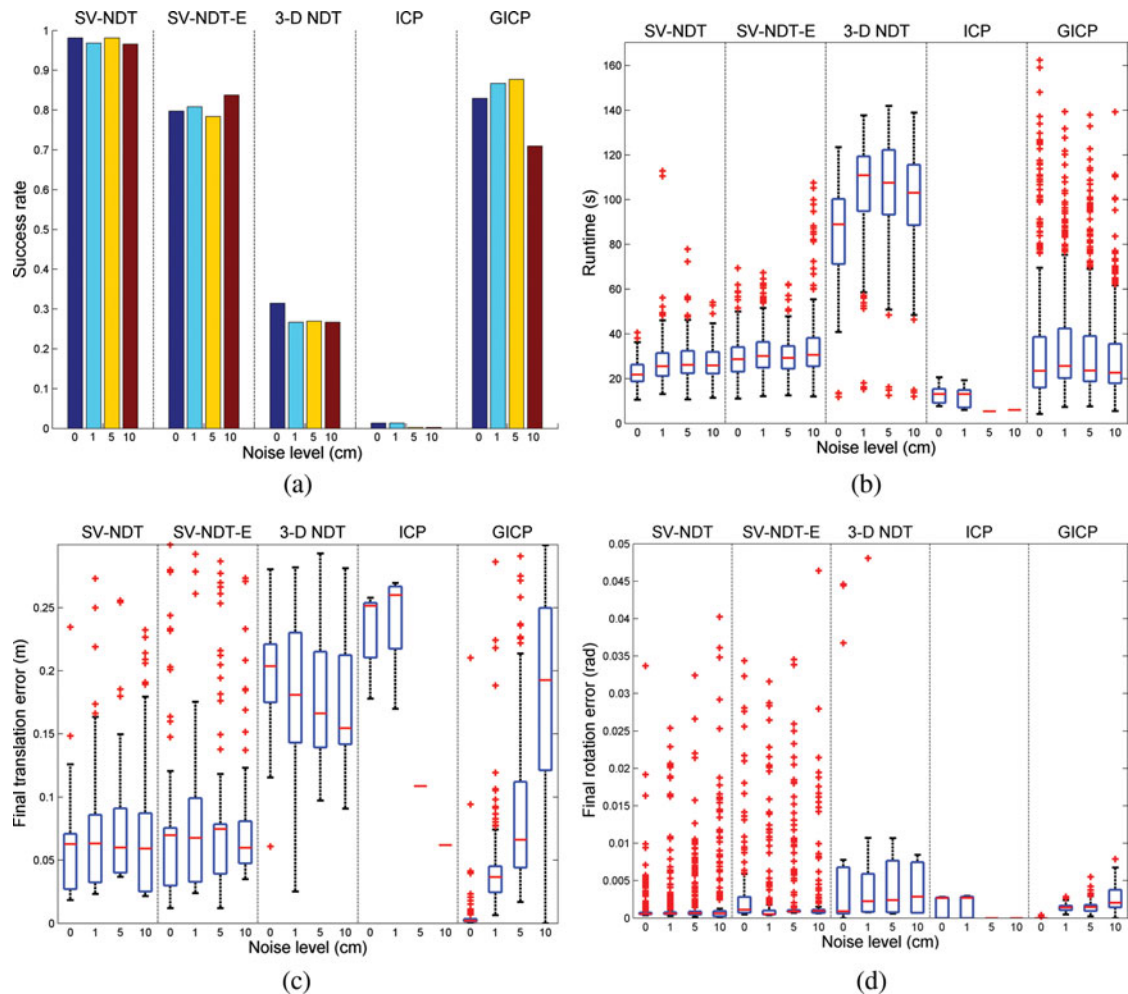 SV-NDT SV-NDT-E 3-D NDT ICP GICP
1
0.9
0.8
0.7
0.6
0.5
0.4
0.3
0.2
0.1
0
Success rate
0 1 5 10 0 1 5 10 0 1 5 10 0 1 5 10 0 1 5 10
Noise level (cm)
(a)
SV-NDT SV-NDT-E 3-D NDT ICP GICP
160
140
120
100
80
60
40
20
0
Runtime (s)
0 1 5 10 0 1 5 10 0 1 5 10 0 1 5 10 0 1 5 10
Noise level (cm)
(b)
SV-NDT SV-NDT-E 3-D NDT ICP GICP
0.25
0.2
0.15
0.1
0.05
0
Final translation error (m)
0 1 5 10 0 1 5 10 0 1 5 10 0 1 5 10 0 1 5 10
Noise level (cm)
(c)
SV-NDT SV-NDT-E 3-D NDT ICP GICP
0.05
0.045
0.04
0.035
0.03
0.025
0.02
0.015
0.01
0.005
0
Final rotation error (rad)
0 1 5 10 0 1 5 10 0 1 5 10 0 1 5 10 0 1 5 10
Noise level (cm)
(d)